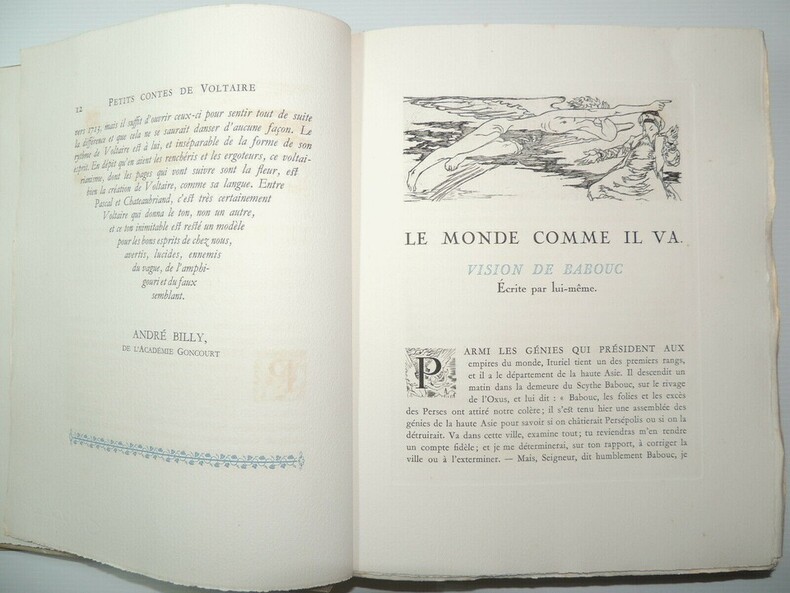 12
PETITS CONTES DE VOLTAIRE
vers 1713, mais il suffit d'ouvrir ceux-ci pour sentir tout de suite
la différence et que cela ne se saurait danser d'aucune façon. Le
rythme de Voltaire est à lui, et inséparable de la forme de son
esprit. En dépit qu'en aient les renchéris et les ergoteurs, ce voltai-
rianisme, dont les pages qui vont suivre sont la fleur, est
bien la création de Voltaire, comme sa langue. Entre
Pascal et Chateaubriand, c'est très certainement
Voltaire qui donna le ton, non un autre,
et ce ton inimitable est resté un modèle
pour les bons esprits de chez nous,
avertis, lucides, ennemis
du vague, de l'amphi-
gouri et du faux
semblant.
ANDRÉ BILLY,
DE L'ACADÉMIE GONCOURT
LE MONDE COMME IL VA.
VISION DE BABOUC
Écrite par lui-même.
PARMI LES GÉNIES QUI PRÉSIDENT AUX
empires du monde, Ituriel tient un des premiers rangs,
et il a le département de la haute Asie. Il descendit un
matin dans la demeure du Scythe Babouc, sur le rivage
de l'Oxus, et lui dit : « Babouc, les folies et les excès
des Perses ont attiré notre colère; il s'est tenu hier une assemblée des
génies de la haute Asie pour savoir si on châtierait Persépolis ou si on la
détruirait. Va dans cette ville, examine tout; tu reviendras m'en rendre
un compte fidèle; et je me déterminerai, sur ton rapport, à corriger la
ville ou à l'exterminer. — Mais, Seigneur, dit humblement Babouc, je